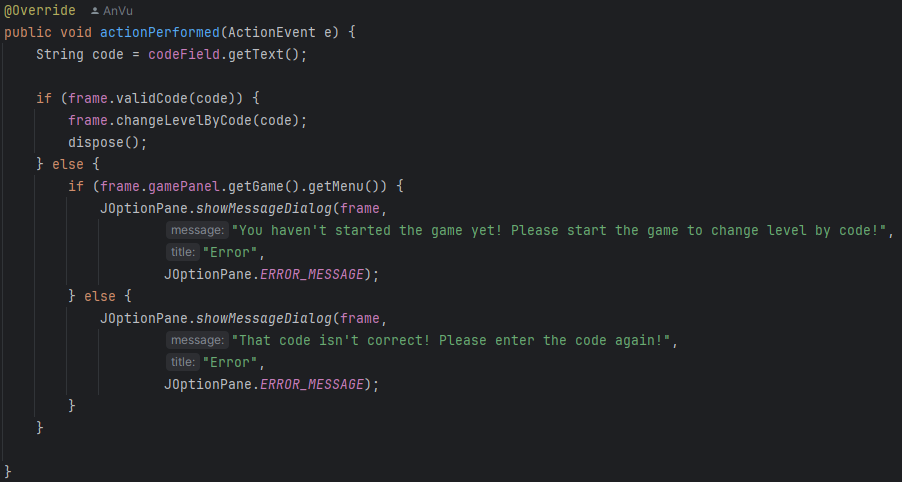 @Override AnVu
public void actionPerformed(ActionEvent e) {
String code = codeField.getText();
if (frame.validCode(code)) {
frame.changeLevelByCode(code);
dispose();
} else {
if (frame.gamePanel.getGame().getMenu()) {
JOptionPane.showMessageDialog(frame,
message: "You haven't started the game yet! Please start the game to change level by code!",
title: "Error",
JOptionPane.ERROR_MESSAGE);
} else {
JOptionPane.showMessageDialog(frame,
message: "That code isn't correct! Please enter the code again!",
title: "Error",
JOptionPane.ERROR_MESSAGE);
}
}
}